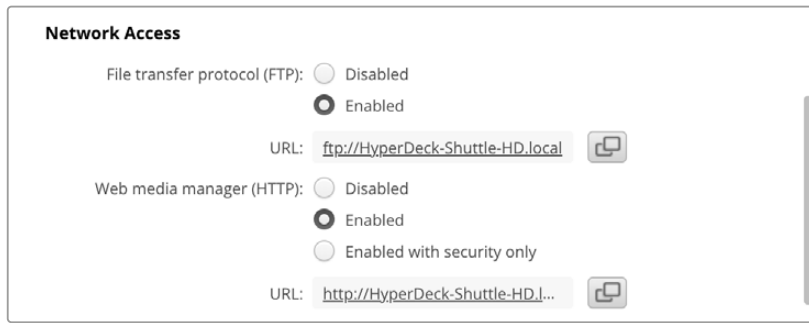 Network Access
File transfer protocol (FTP): Disabled
Enabled
URL: ftp://HyperDeck-Shuttle-HD.local
Web media manager (HTTP): Disabled
Enabled
Enabled with security only
URL: http://HyperDeck-Shuttle-HD.l...